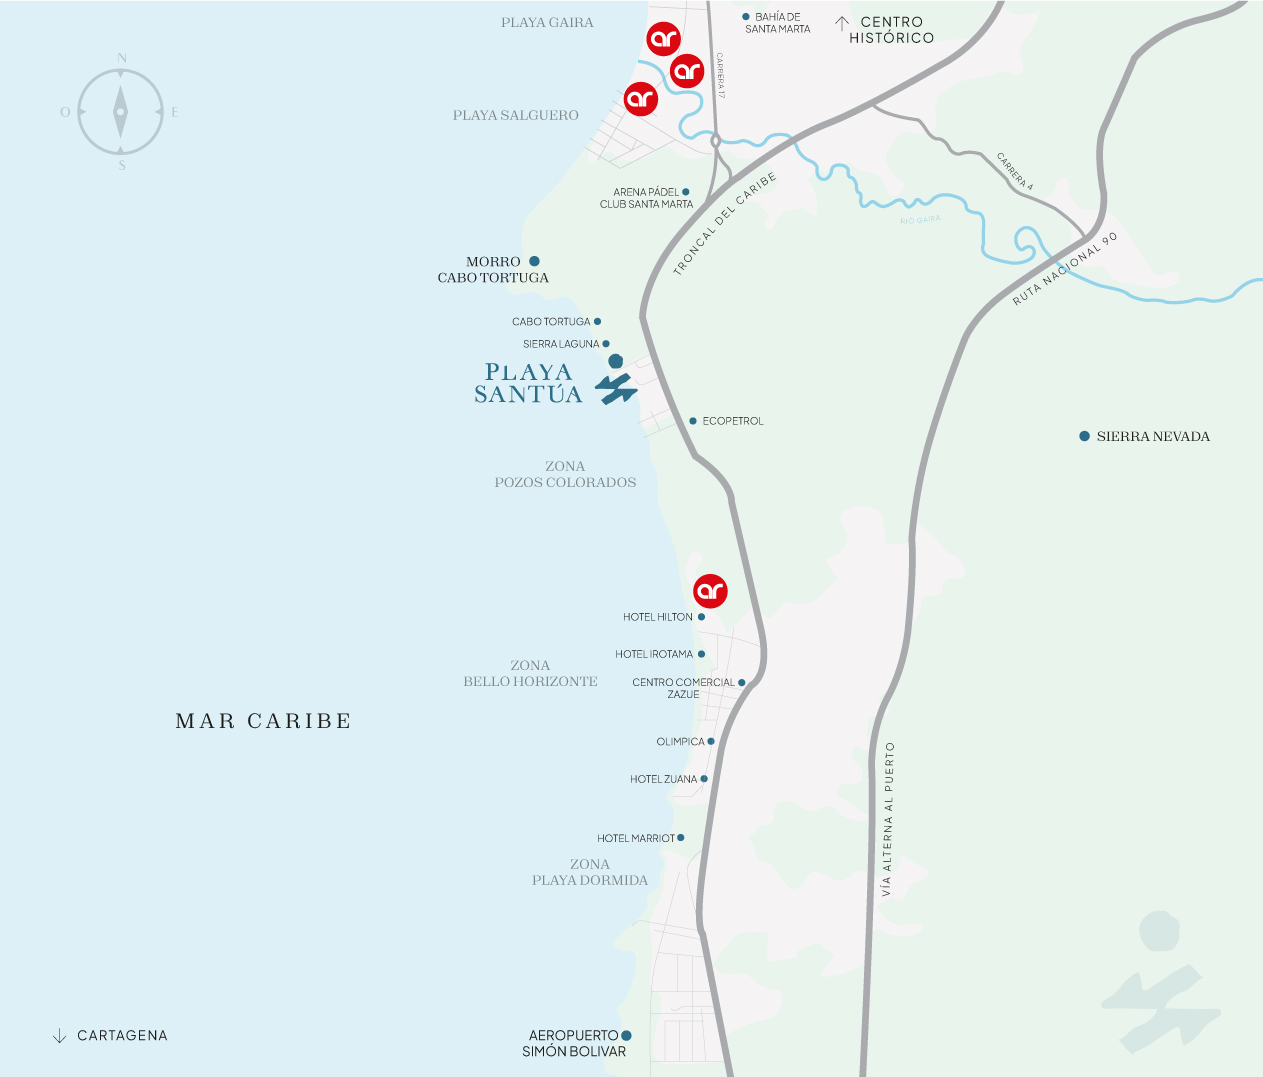 PLAYA GAIRA
BAHÍA DE
SANTA MARTA
CENTRO
HISTÓRICO
ar
ar
ar
CARRERA 17
N
O
E
S
PLAYA SALGUERO
CARRERA 4
ARENA PÁDEL
CLUB SANTA MARTA
TRONCAL DEL CARIBE
RIO GAIRA
RUTA NACIONAL 90
MORRO
CABO TORTUGA
CABO TORTUGA
SIERRA LAGUNA
PLAYA
SANTÚA
ECOPETROL
SIERRA NEVADA
ZONA
POZOS COLORADOS
ar
HOTEL HILTON
HOTEL IROTAMA
ZONA
BELLO HORIZONTE
CENTRO COMERCIAL
ZAZUE
MAR CARIBE
OLIMPICA
HOTEL ZUANA
VÍA ALTERNA AL PUERTO
HOTEL MARRIOT
ZONA
PLAYA DORMIDA
CARTAGENA
AEROPUERTO
SIMÓN BOLIVAR